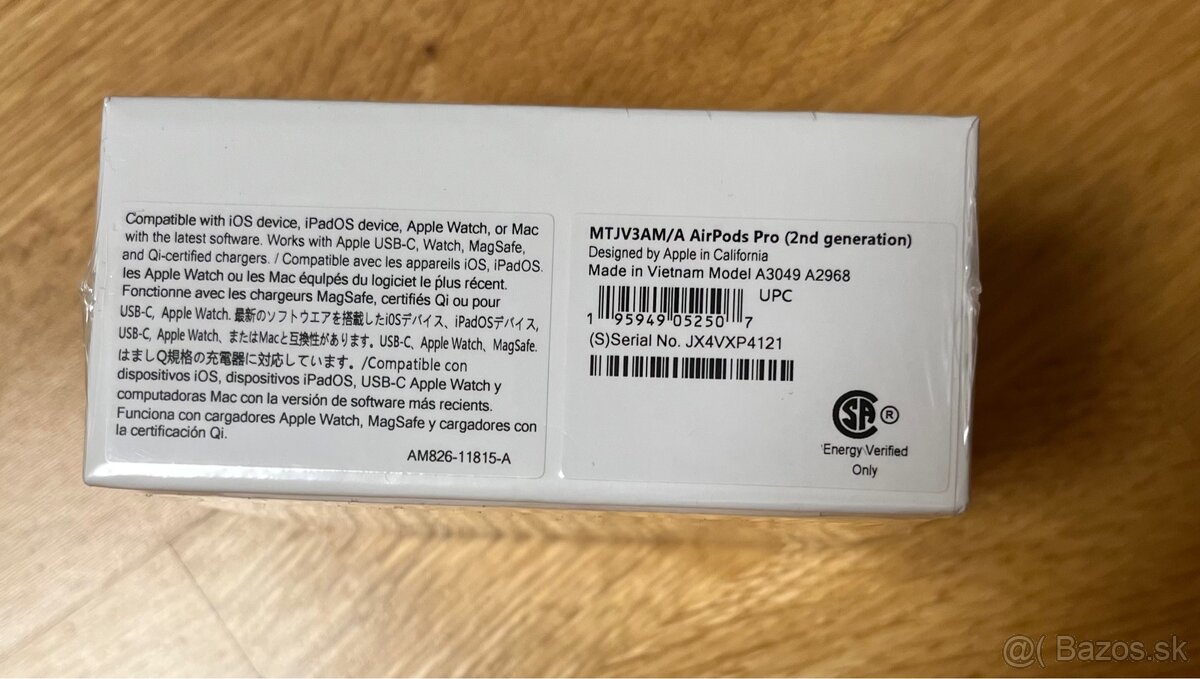 Compatible with iOS device, iPadOS device, Apple Watch, or Mac
with the latest software. Works with Apple USB-C, Watch, MagSafe,
and Qi-certified chargers. / Compatible avec les appareils iOS, iPadOS.
les Apple Watch ou les Mac équipés du logiciel le plus récent.
Fonctionne avec les chargeurs MagSafe, certifiés Qi ou pour
USB-C, Apple Watch. 最新のソフトウエアを搭載したiOSデバイス、iPadOSデバイス,
USB-C, Apple Watch、またはMacと互換性があります。USB-C、Apple Watch、MagSafe.
はましQ規格の充電器に対応しています。/Compatible con
dispositivos iOS, dispositivos iPadOS, USB-C Apple Watch y
computadoras Mac con la versión de software más recients.
Funciona con cargadores Apple Watch, MagSafe y cargadores con
la certificación Qi.
AM826-11815-A
MTJV3AM/A AirPods Pro (2nd generation)
Designed by Apple in California
Made in Vietnam Model A3049 A2968
UPC
1 95949 05250 7
(S)Serial No. JX4VXP4121
SA ®
Energy Verified
Only
@( Bazos.sk